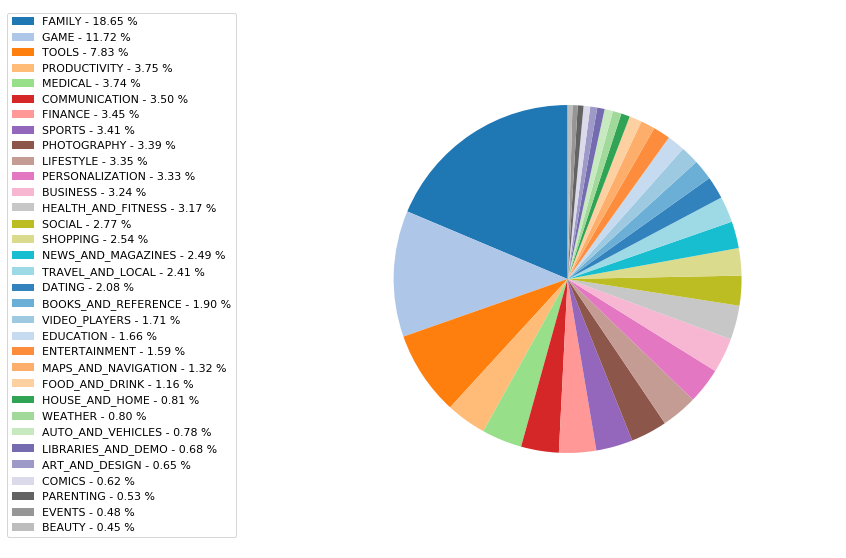 FAMILY - 18.65 %
GAME - 11.72 %
TOOLS - 7.83 %
PRODUCTIVITY - 3.75 %
MEDICAL - 3.74 %
COMMUNICATION - 3.50 %
FINANCE - 3.45 %
SPORTS - 3.41 %
PHOTOGRAPHY - 3.39 %
LIFESTYLE - 3.35 %
PERSONALIZATION - 3.33 %
BUSINESS - 3.24 %
HEALTH_AND_FITNESS - 3.17 %
SOCIAL - 2.77 %
SHOPPING - 2.54 %
NEWS_AND_MAGAZINES - 2.49 %
TRAVEL_AND_LOCAL - 2.41 %
DATING - 2.08 %
BOOKS_AND_REFERENCE - 1.90 %
VIDEO_PLAYERS - 1.71 %
EDUCATION - 1.66 %
ENTERTAINMENT - 1.59 %
MAPS_AND_NAVIGATION - 1.32 %
FOOD_AND_DRINK - 1.16 %
HOUSE_AND_HOME - 0.81 %
WEATHER - 0.80 %
AUTO_AND_VEHICLES - 0.78 %
LIBRARIES_AND_DEMO - 0.68 %
ART_AND_DESIGN - 0.65 %
COMICS - 0.62 %
PARENTING - 0.53 %
EVENTS - 0.48 %
BEAUTY - 0.45 %